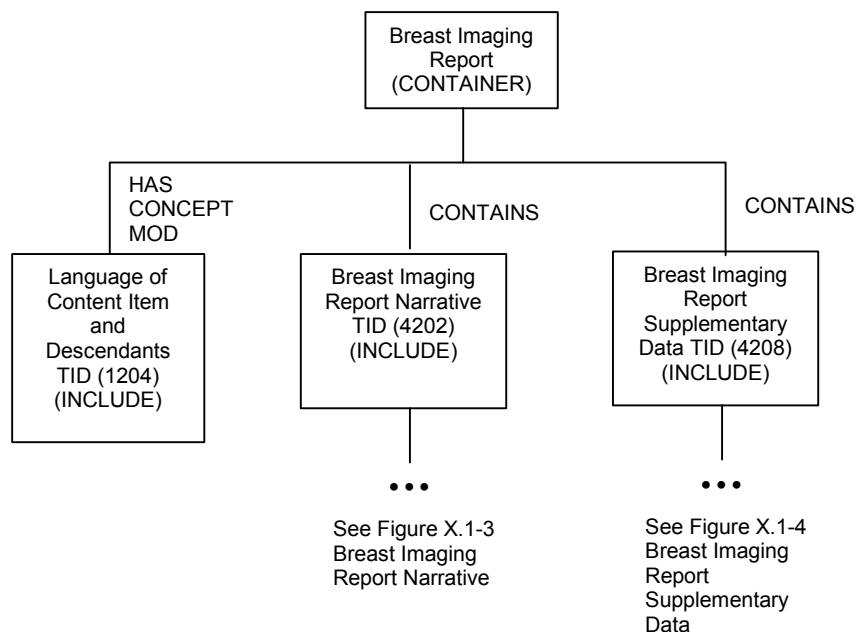 Breast Imaging
Report
(CONTAINER)
HAS
CONCEPT
MOD
CONTAINS
CONTAINS
Language of
Content Item
and
Descendants
TID (1204)
(INCLUDE)
Breast Imaging
Report Narrative
TID (4202)
(INCLUDE)
Breast Imaging
Report
Supplementary
Data TID (4208)
(INCLUDE)
•••
See Figure X.1-3
Breast Imaging
Report Narrative
•••
See Figure X.1-4
Breast Imaging
Report
Supplementary
Data